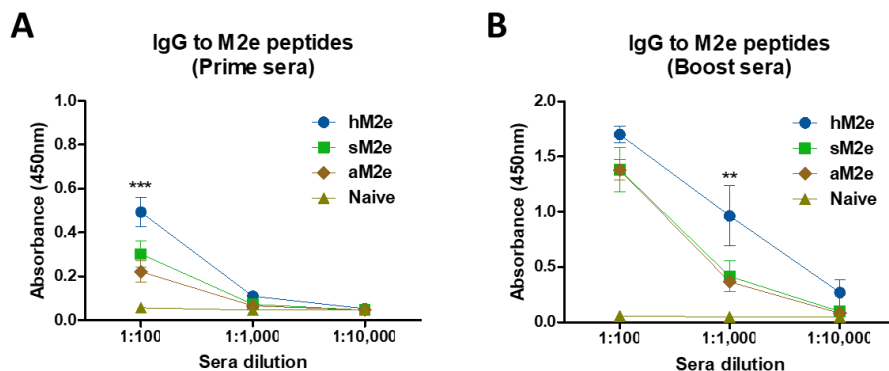 A
IgG to M2e peptides
(Prime sera)
Absorbance (450nm)
1.0
0.8
0.6
0.4
0.2
0.0
***
hM2e
sM2e
aM2e
Naive
1:100
1:1,000
1:10,000
Sera dilution
B
IgG to M2e peptides
(Boost sera)
Absorbance (450nm)
2.0
1.5
1.0
0.5
0.0
**
hM2e
sM2e
aM2e
Naive
1:100
1:1,000
1:10,000
Sera dilution